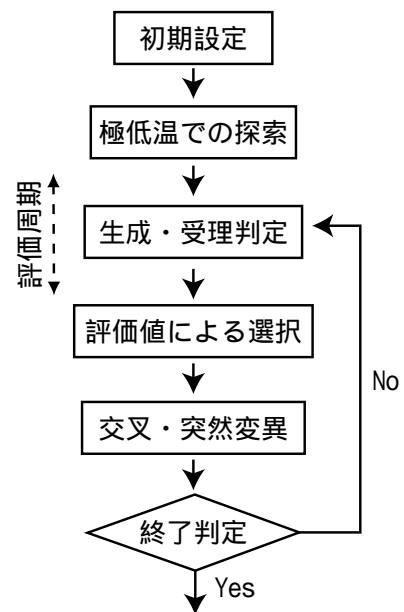 初期設定
極低温での探索
評価周期
生成・受理判定
評価値による選択
No
交叉・突然変異
終了判定
Yes